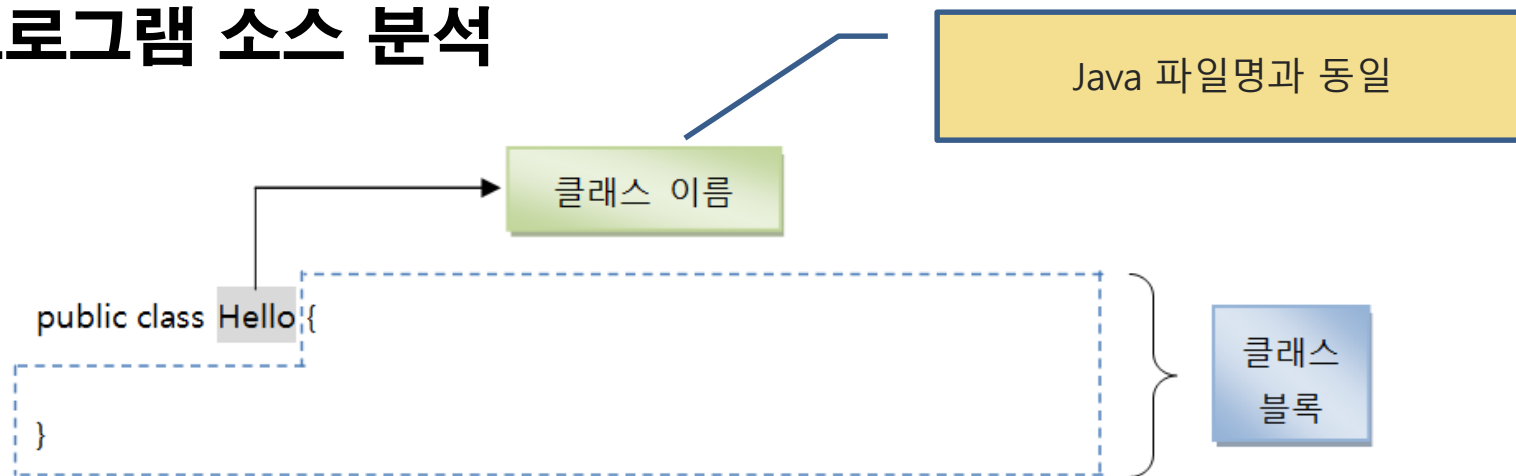 로그램 소스 분석
Java 파일명과 동일
클래스 이름
public class Hello {
클래스
블록
}